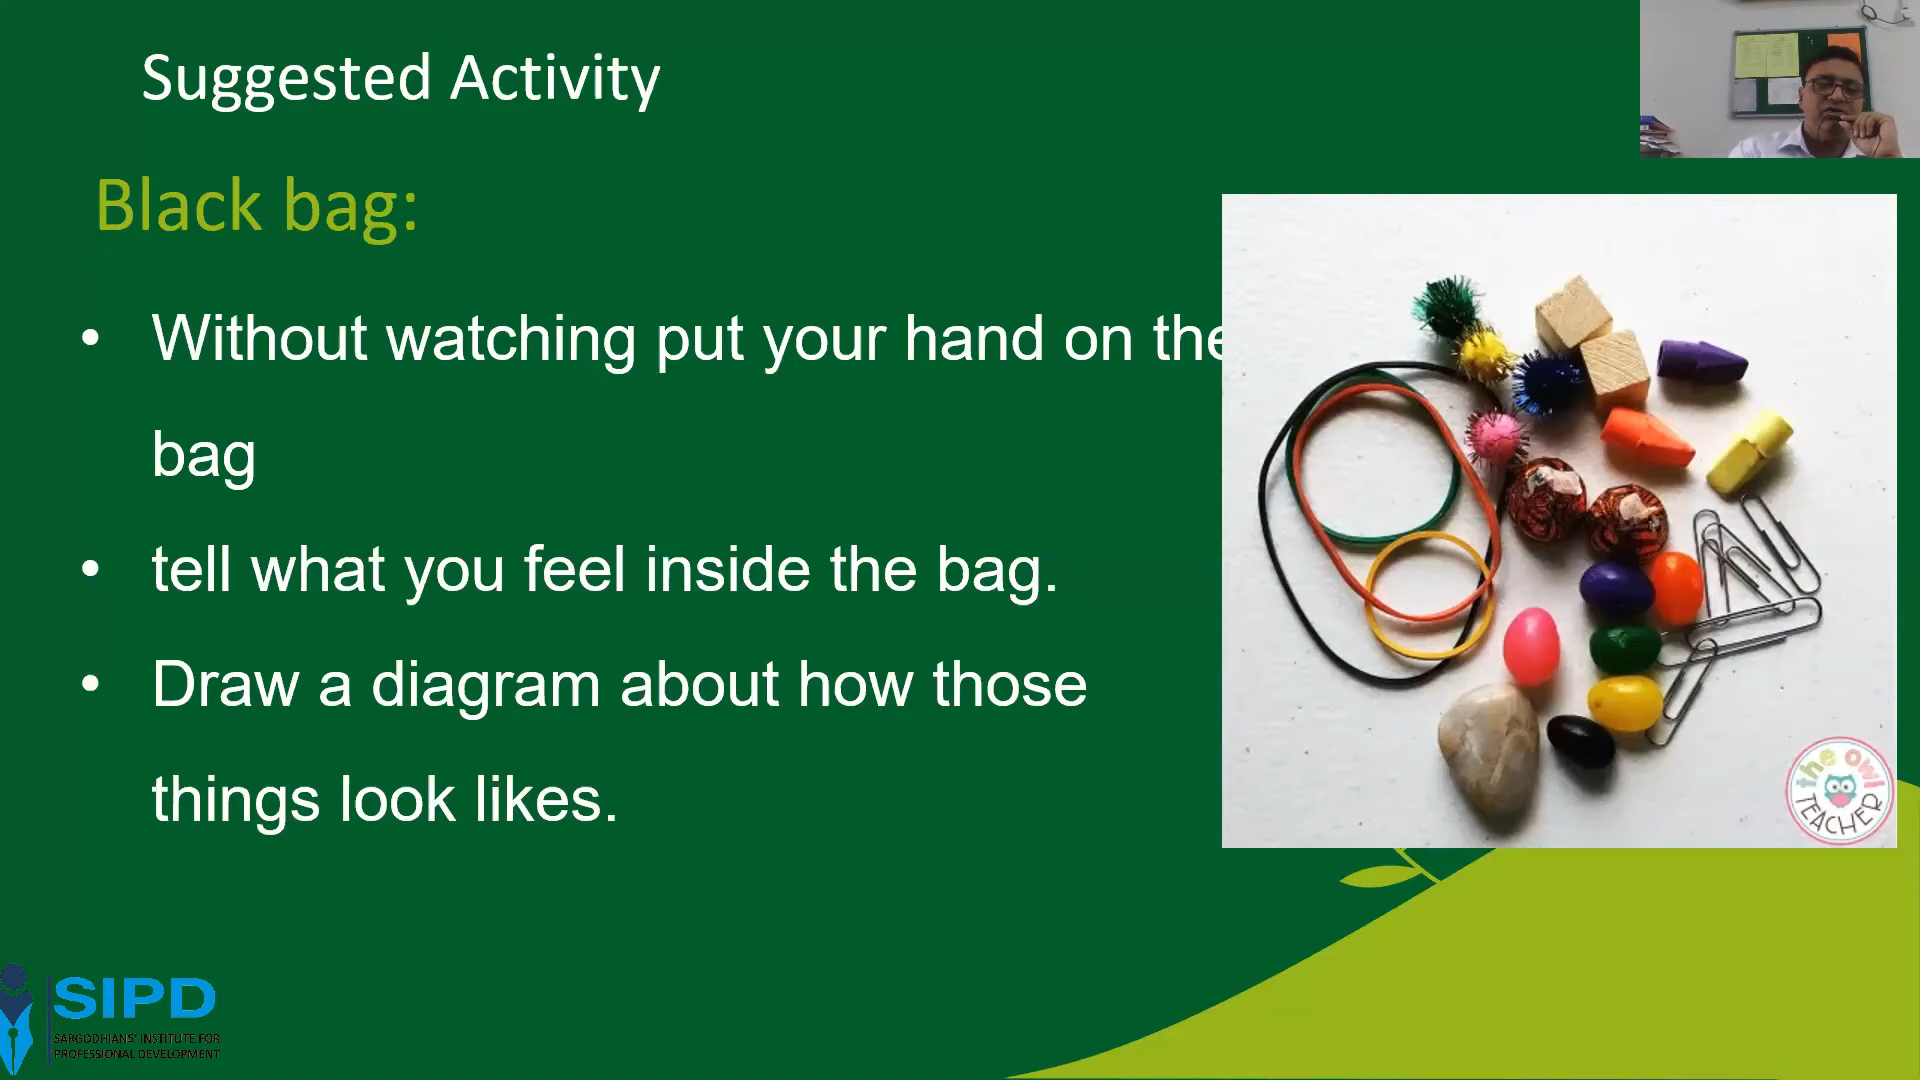 Suggested Activity
Black bag:
• Without watching put your hand on the
bag
• tell what you feel inside the bag.
• Draw a diagram about how those
things look likes.
the owl
TEACHER
SIPD
SARGODHIANS' INSTITUTE FOR
PROFESSIONAL DEVELOPMENT